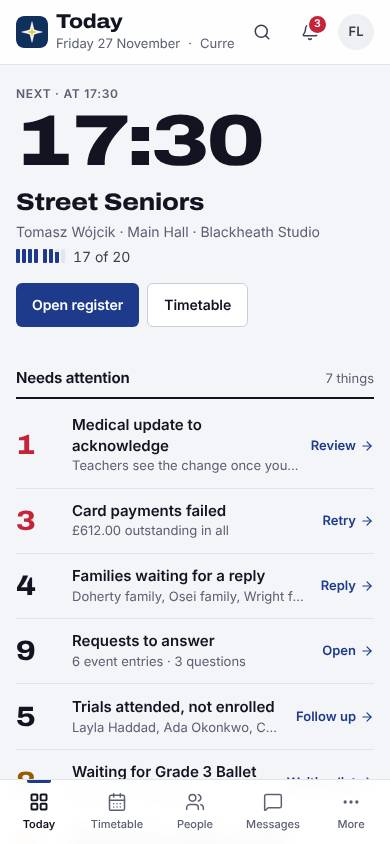 Today
3
FL
Friday 27 November · Curre
NEXT · AT 17:30
17:30
Street Seniors
Tomasz Wójcik · Main Hall · Blackheath Studio
17 of 20
Open register
Timetable
Needs attention
7 things
1
Medical update to
acknowledge
Teachers see the change once you...
Review →
3
Card payments failed
£612.00 outstanding in all
Retry →
4
Families waiting for a reply
Doherty family, Osei family, Wright f...
Reply →
9
Requests to answer
6 event entries · 3 questions
Open →
5
Trials attended, not enrolled
Layla Haddad, Ada Okonkwo, C...
Follow up →
Waiting for Grade 3 Ballet
Today
Timetable
People
Messages
More